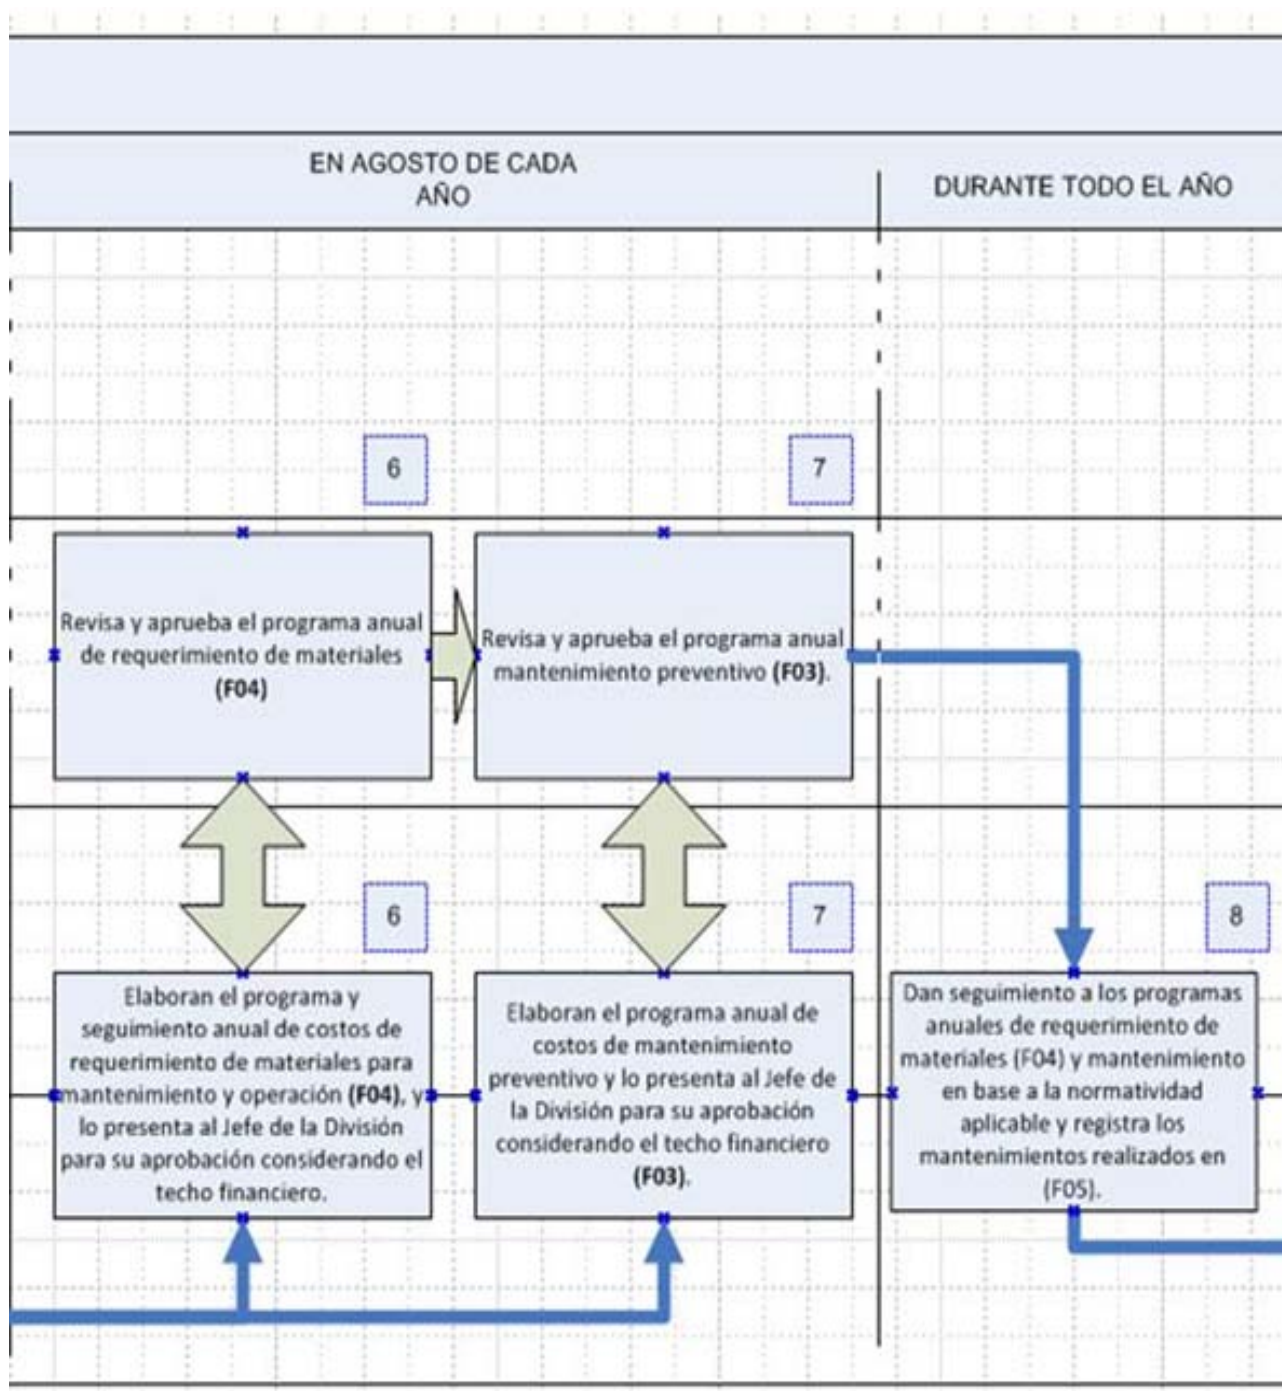 EN AGOSTO DE CADA
AÑO
DURANTE TODO EL AÑO
6
7
Revisa y aprueba el programa anual
de requerimiento de materiales
(F04)
Revisa y aprueba el programa anual
mantenimiento preventivo (F03).
6
7
8
Elaboran el programa y
seguimiento anual de costos de
requerimiento de materiales para
mantenimiento y operación (F04), y
lo presenta al Jefe de la División
para su aprobación considerando el
techo financiero.
Elaboran el programa anual de
costos de mantenimiento
preventivo y lo presenta al Jefe de
la División para su aprobación
considerando el techo financiero
(F03).
Dan seguimiento a los programas
anuales de requerimiento de
materiales (F04) y mantenimiento
en base a la normatividad
aplicable y registra los
mantenimientos realizados en
(F05).